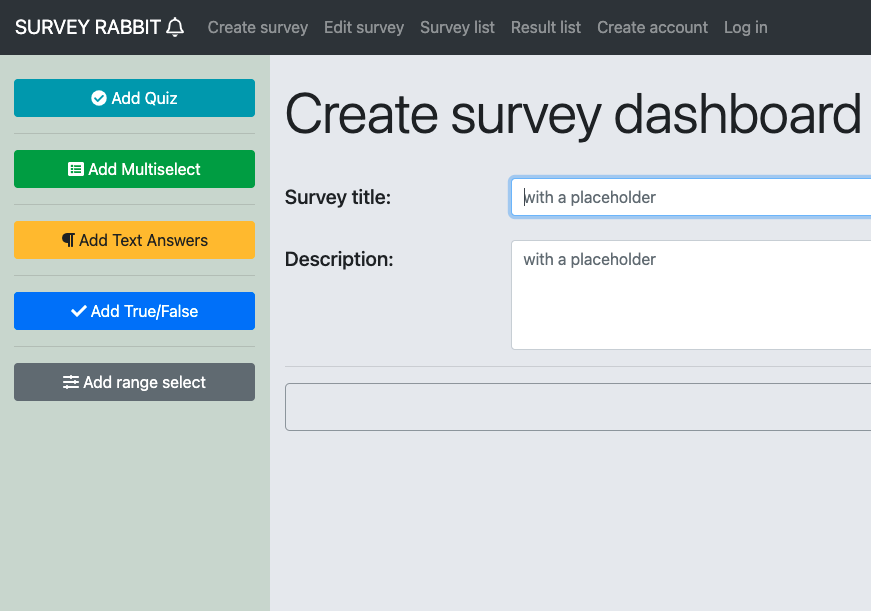 SURVEY RABBIT Create survey Edit survey Survey list Result list Create account Log in
Add Quiz
Add Multiselect
Add Text Answers
Add True/False
Add range select
Create survey dashboard
Survey title: with a placeholder
Description: with a placeholder